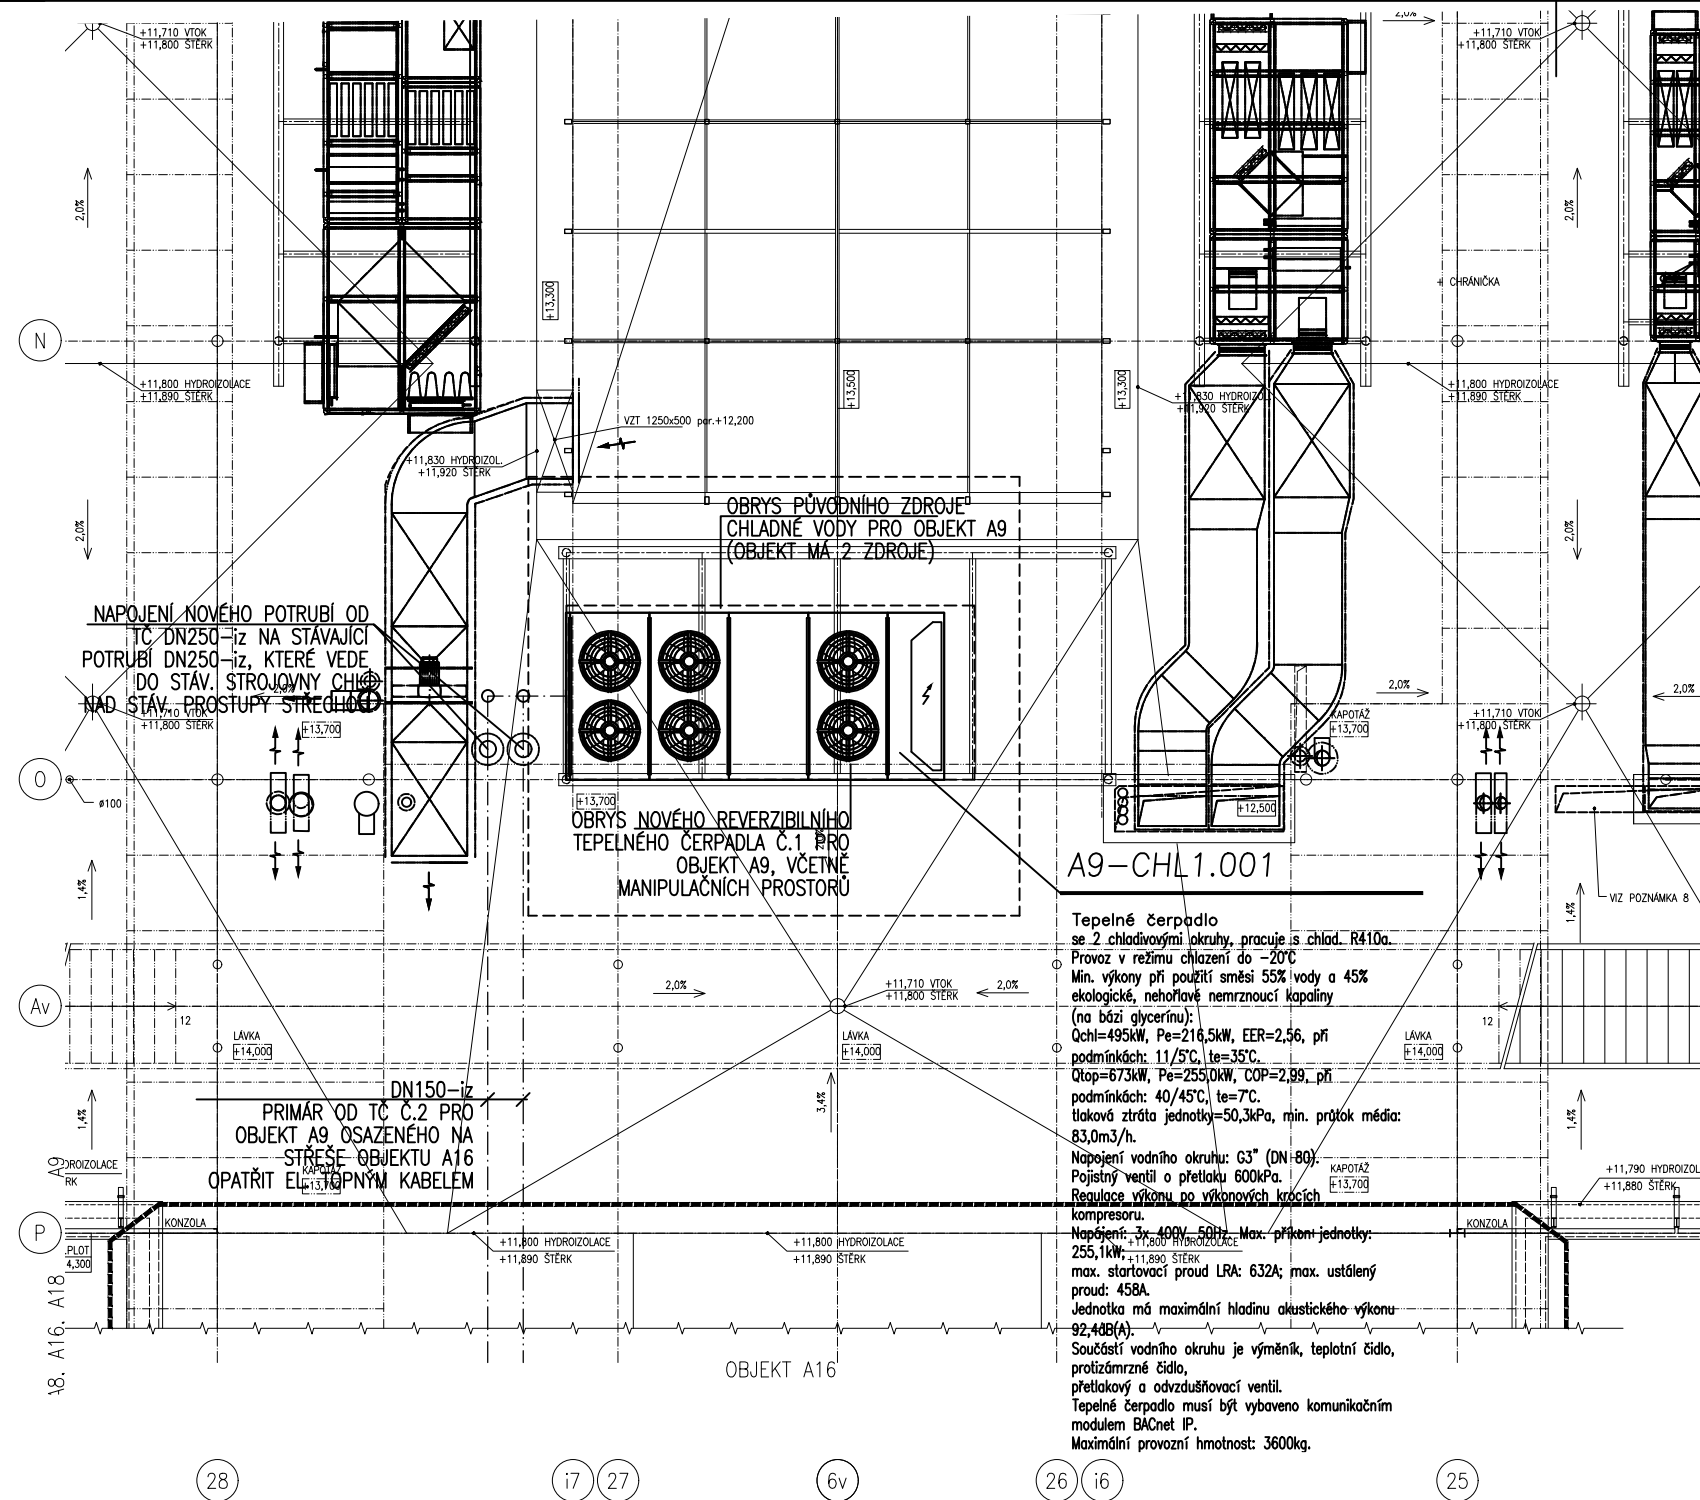 2,0%
+11,710 VTOK
+11,800 ŠTĚRK
+11,710 VTOK
+11,800 ŠTĚRK
2,0%
2,0%
+ CHRÁNIČKA
+13,300
N
+11,800 HYDROIZOLACE
+11,890 ŠTĚRK
+13,500
+13,300
+11,830 HYDROIZOL.
+11,920 ŠTĚRK
+11,800 HYDROIZOLACE
+11,890 ŠTĚRK
VZT 1250x500 par.+12,200
+11,830 HYDROIZOL.
+11,920 ŠTĚRK
2,0%
2,0%
OBRYS PŮVODNÍHO ZDROJE
CHLADNÉ VODY PRO OBJEKT A9
(OBJEKT MÁ 2 ZDROJE)
NAPOJENÍ NOVÉHO POTRUBÍ OD
TČ DN250-iz NA STÁVAJÍCÍ
POTRUBÍ DN250-iz, KTERÉ VEDE
DO STÁV. STROJOVNY CHL.
NAD STÁV. PROSTUPY STŘECHOU
2,0%
+11,710 VTOK
+11,800 ŠTĚRK
+13,700
2,0%
2,0%
KAPOTÁŽ
+13,700
+11,710 VTOK
+11,800 ŠTĚRK
O
ø100
+13,700
+12,500
OBRYS NOVÉHO REVERZIBILNÍHO
TEPELNÉHO ČERPADLA Č.1 PRO
OBJEKT A9, VČETNĚ
MANIPULAČNÍCH PROSTORŮ
2,0%
A9-CHL1.001
1,4%
1,4%
VIZ POZNÁMKA 8
Tepelné čerpadlo
se 2 chladivovými okruhy, pracuje s chlad. R410a.
Provoz v režimu chlazení do -20°C
Min. výkony při použití směsi 55% vody a 45%
ekologické, nehořlavé nemrznoucí kapaliny
(na bázi glycerínu):
Qchl=495kW, Pe=216,5kW, EER=2,56, při
podmínkách: 11/5°C, te=35°C.
Qtop=673kW, Pe=255,0kW, COP=2,99, při
podmínkách: 40/45°C, te=7°C.
tlaková ztráta jednotky=50,3kPa, min. průtok média:
83,0m3/h.
Napojení vodního okruhu: G3" (DN 80).
Pojistný ventil o přetlaku 600kPa.
Regulace výkonu po výkonových krocích
kompresoru.
Napájení: 3x 400V, 50Hz. Max. příkon jednotky:
255,1kW;
max. startovací proud LRA: 632A; max. ustálený
proud: 458A.
Jednotka má maximální hladinu akustického výkonu
92,4dB(A).
Součástí vodního okruhu je výměník, teplotní čidlo,
protizámrzné čidlo,
přetlakový a odvzdušňovací ventil.
Tepelné čerpadlo musí být vybaveno komunikačním
modulem BACnet IP.
Maximální provozní hmotnost: 3600kg.
2,0%
+11,710 VTOK
+11,800 ŠTĚRK
2,0%
Av
12
12
LÁVKA
+14,000
LÁVKA
+14,000
LÁVKA
+14,000
1,4%
3,4%
1,4%
DN150-iz
PRIMÁR OD TČ Č.2 PRO
OBJEKT A9 OSAZENÉHO NA
STŘEŠE OBJEKTU A16
OPATŘIT EL. TOPNÝM KABELEM
KAPOTÁŽ
+13,700
KAPOTÁŽ
+13,700
A9
DROIZOLACE
RK
+11,790 HYDROIZOL
+11,880 ŠTĚRK
P
KONZOLA
KONZOLA
PLOT
4,300
+11,800 HYDROIZOLACE
+11,890 ŠTĚRK
+11,800 HYDROIZOLACE
+11,890 ŠTĚRK
+11,800 HYDROIZOLACE
+11,890 ŠTĚRK
A8, A16, A18
OBJEKT A16
28
i7
27
6v
26
i6
25